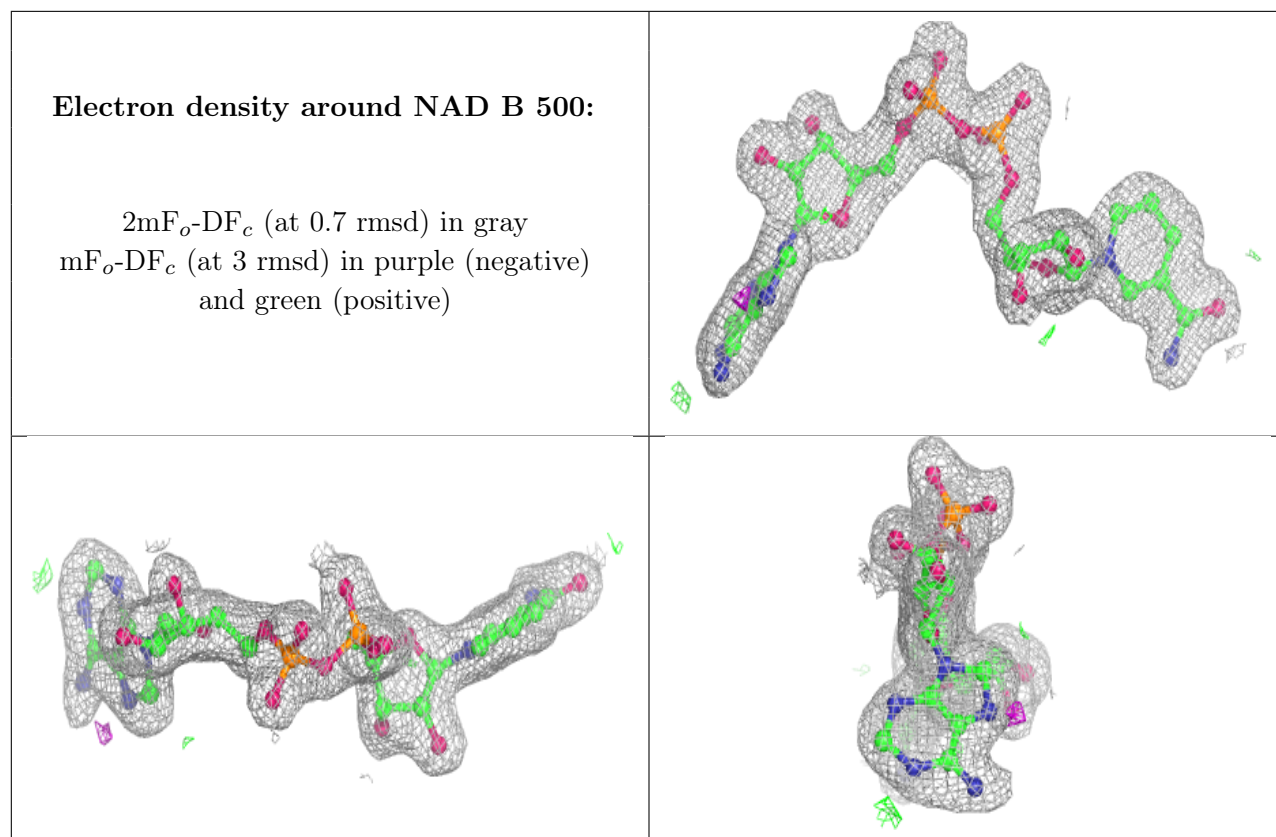 Electron density around NAD B 500:
2mFₒ-DF𝒸 (at 0.7 rmsd) in gray
mFₒ-DF𝒸 (at 3 rmsd) in purple (negative)
and green (positive)